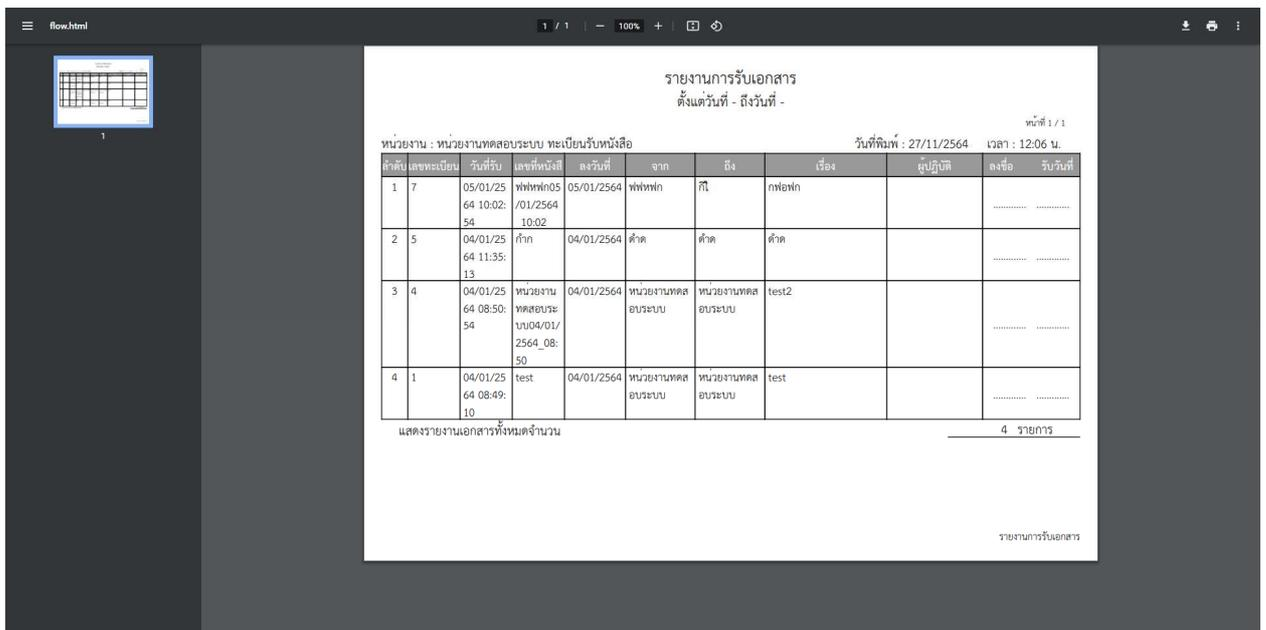 flow.html
1 / 1
100%
1
รายงานการรับเอกสาร
ตั้งแต่วันที่ - ถึงวันที่ -
หน้าที่ 1 / 1
หน่วยงาน : หน่วยงานทดสอบระบบ ทะเบียนรับหนังสือ วันที่พิมพ์ : 27/11/2564 เวลา : 12:06 น.
ลำดับ เลขทะเบียน วันที่รับ เลขที่หนังสื ลงวันที่ จาก ถึง เรื่อง ผู้ปฏิบัติ ลงชื่อ รับวันที่
1 7 05/01/25 ฟฟหฟก05 05/01/2564 ฟฟหฟก กีไ กฟอฟก
64 10:02: /01/2564
54 _10:02
............. .............
2 5 04/01/25 ก้าก 04/01/2564 ดำด ดำด ดำด
64 11:35:
13
............. .............
3 4 04/01/25 หน่วยงาน 04/01/2564 หน่วยงานทดส หน่วยงานทดส test2
64 08:50: ทดสอบระ อบระบบ อบระบบ
54 บบ04/01/
2564_08:
50
............. .............
4 1 04/01/25 test 04/01/2564 หน่วยงานทดส หน่วยงานทดส test
64 08:49: อบระบบ อบระบบ
10
............. .............
แสดงรายงานเอกสารทั้งหมดจำนวน 4 รายการ
รายงานการรับเอกสาร